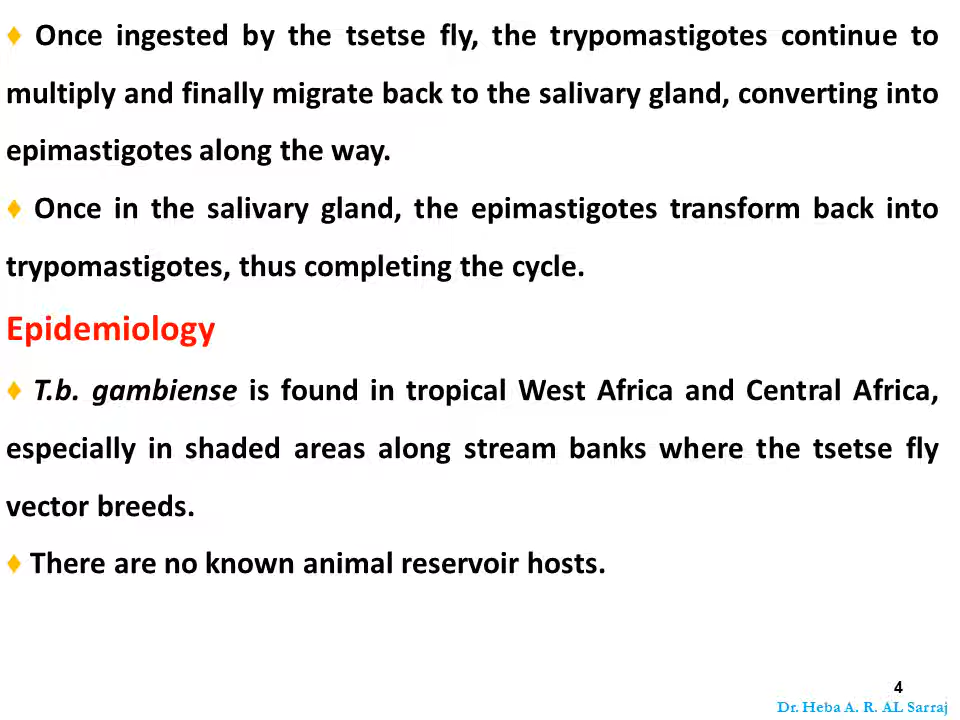 ♦ Once ingested by the tsetse fly, the trypomastigotes continue to
multiply and finally migrate back to the salivary gland, converting into
epimastigotes along the way.
♦ Once in the salivary gland, the epimastigotes transform back into
trypomastigotes, thus completing the cycle.
Epidemiology
♦ T.b. gambiense is found in tropical West Africa and Central Africa,
especially in shaded areas along stream banks where the tsetse fly
vector breeds.
♦ There are no known animal reservoir hosts.
4
Dr. Heba A. R. AL Sarraj